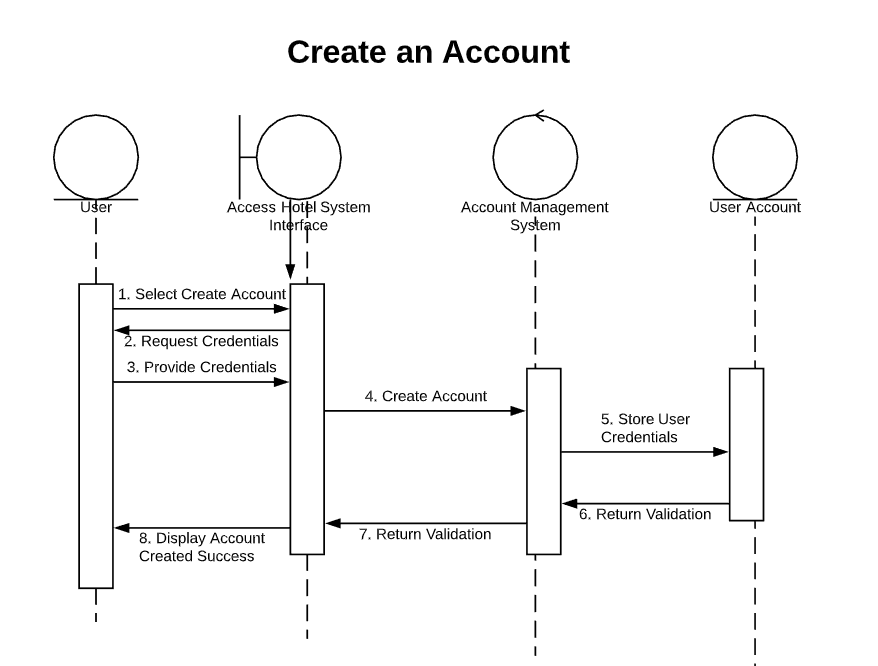 Create an Account
User
Access Hotel System
Interface
Account Management
System
User Account
1. Select Create Account
2. Request Credentials
3. Provide Credentials
4. Create Account
5. Store User
Credentials
6. Return Validation
7. Return Validation
8. Display Account
Created Success